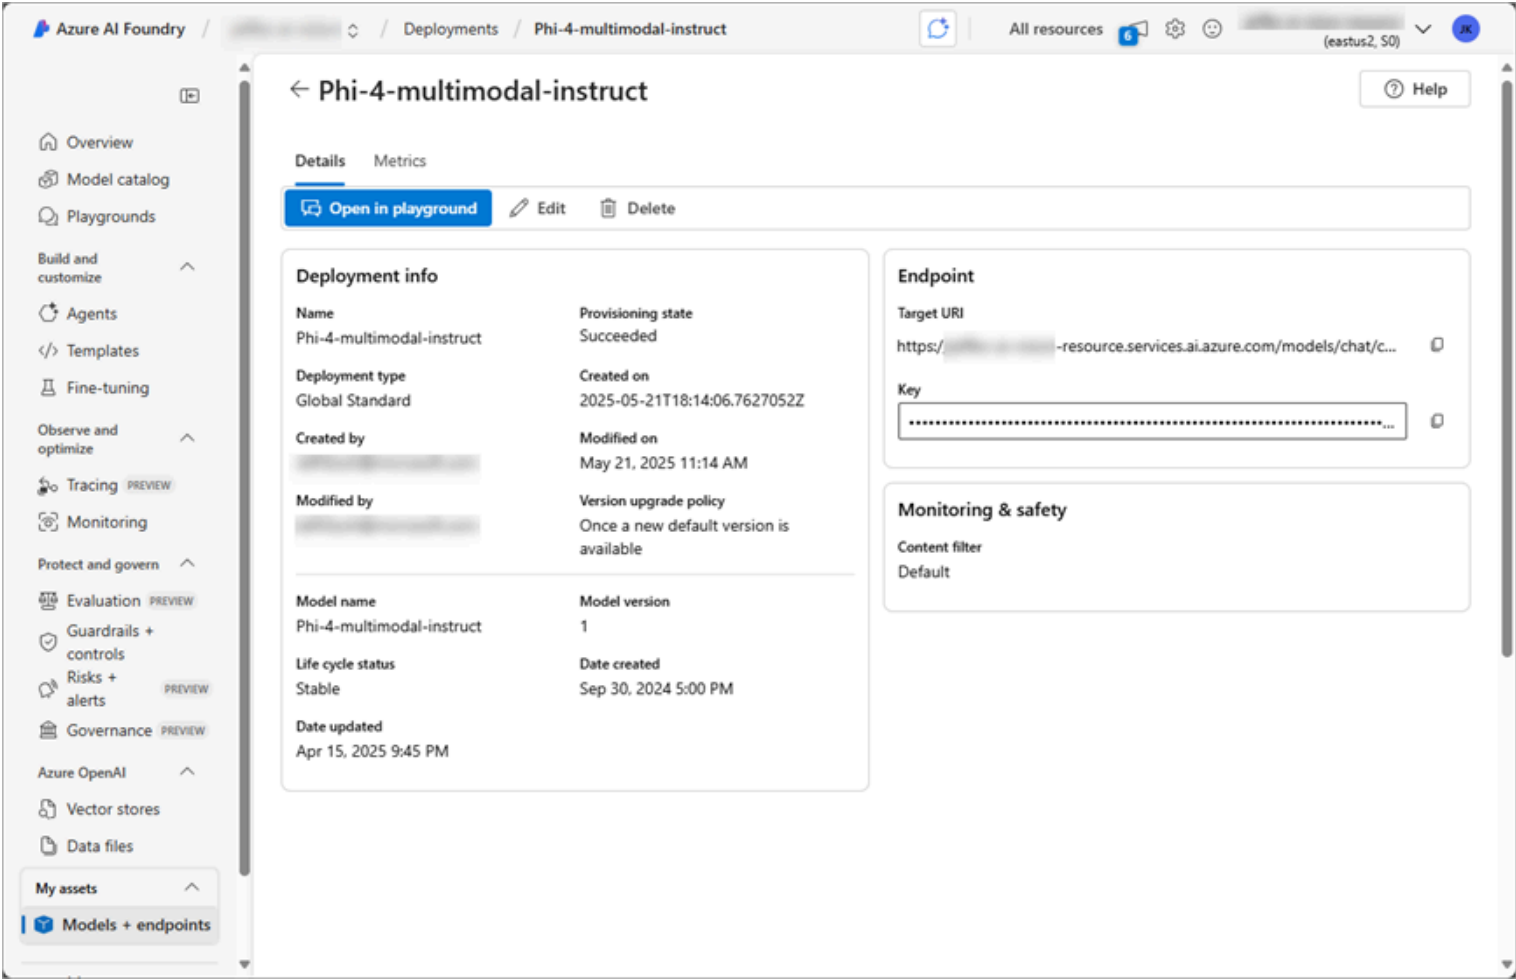 Azure AI Foundry / / Deployments / Phi-4-multimodal-instruct All resources 6 (eastus2, S0) JK
Phi-4-multimodal-instruct
Help
Details Metrics
Open in playground Edit Delete
Overview
Model catalog
Playgrounds
Build and
customize
Agents
Templates
Fine-tuning
Observe and
optimize
Tracing PREVIEW
Monitoring
Protect and govern
Evaluation PREVIEW
Guardrails +
controls
Risks +
alerts PREVIEW
Governance PREVIEW
Azure OpenAI
Vector stores
Data files
My assets
Models + endpoints
Deployment info
Name
Phi-4-multimodal-instruct
Provisioning state
Succeeded
Deployment type
Global Standard
Created on
2025-05-21T18:14:06.7627052Z
Created by
Modified on
May 21, 2025 11:14 AM
Modified by
Version upgrade policy
Once a new default version is
available
Model name
Phi-4-multimodal-instruct
Model version
1
Life cycle status
Stable
Date created
Sep 30, 2024 5:00 PM
Date updated
Apr 15, 2025 9:45 PM
Endpoint
Target URI
https:/ -resource.services.ai.azure.com/models/chat/c...
Key
Monitoring & safety
Content filter
Default